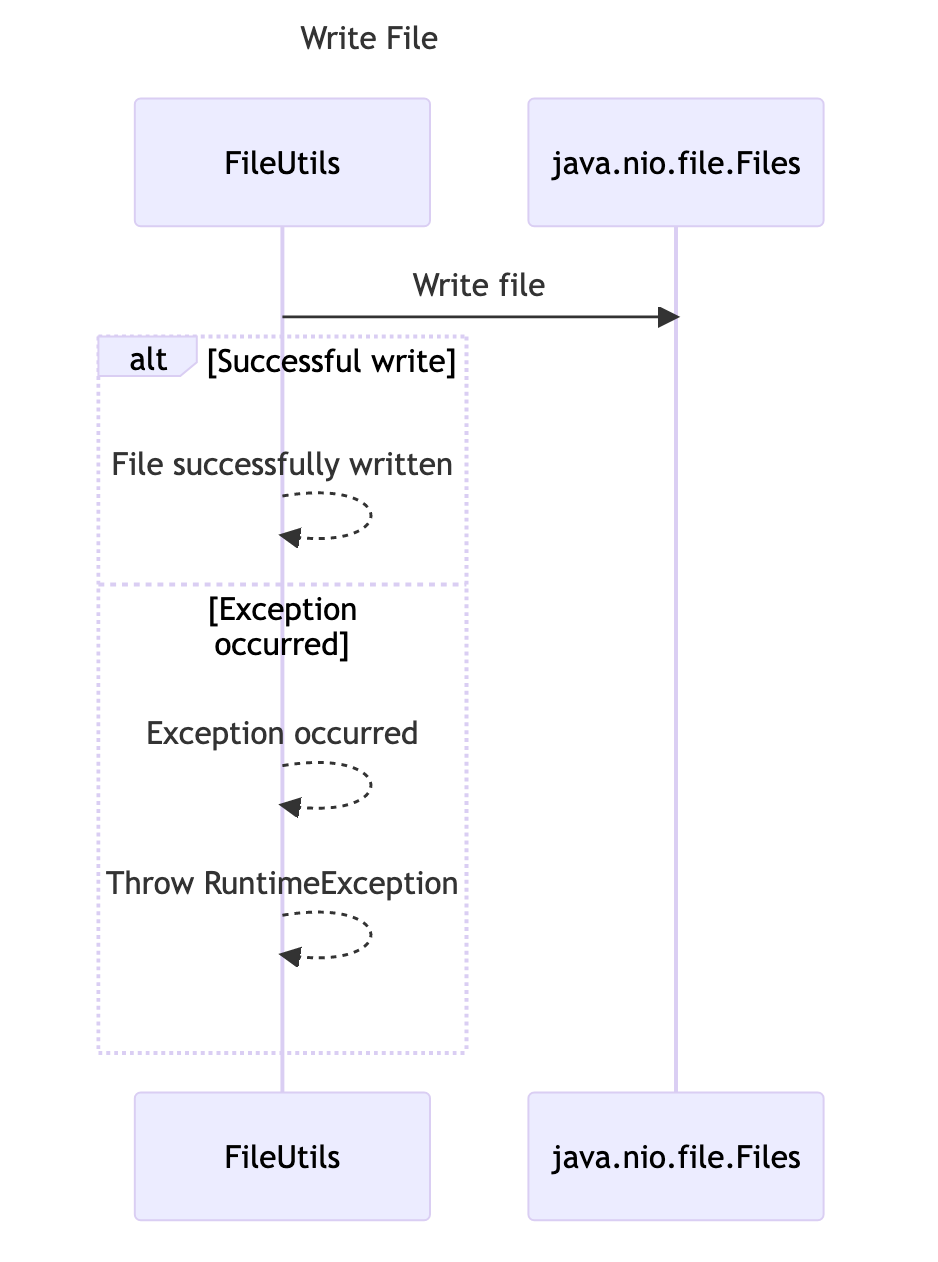 Write File
FileUtils
java.nio.file.Files
Write file
alt
[Successful write]
File successfully written
[Exception
occurred]
Exception occurred
Throw RuntimeException
FileUtils
java.nio.file.Files